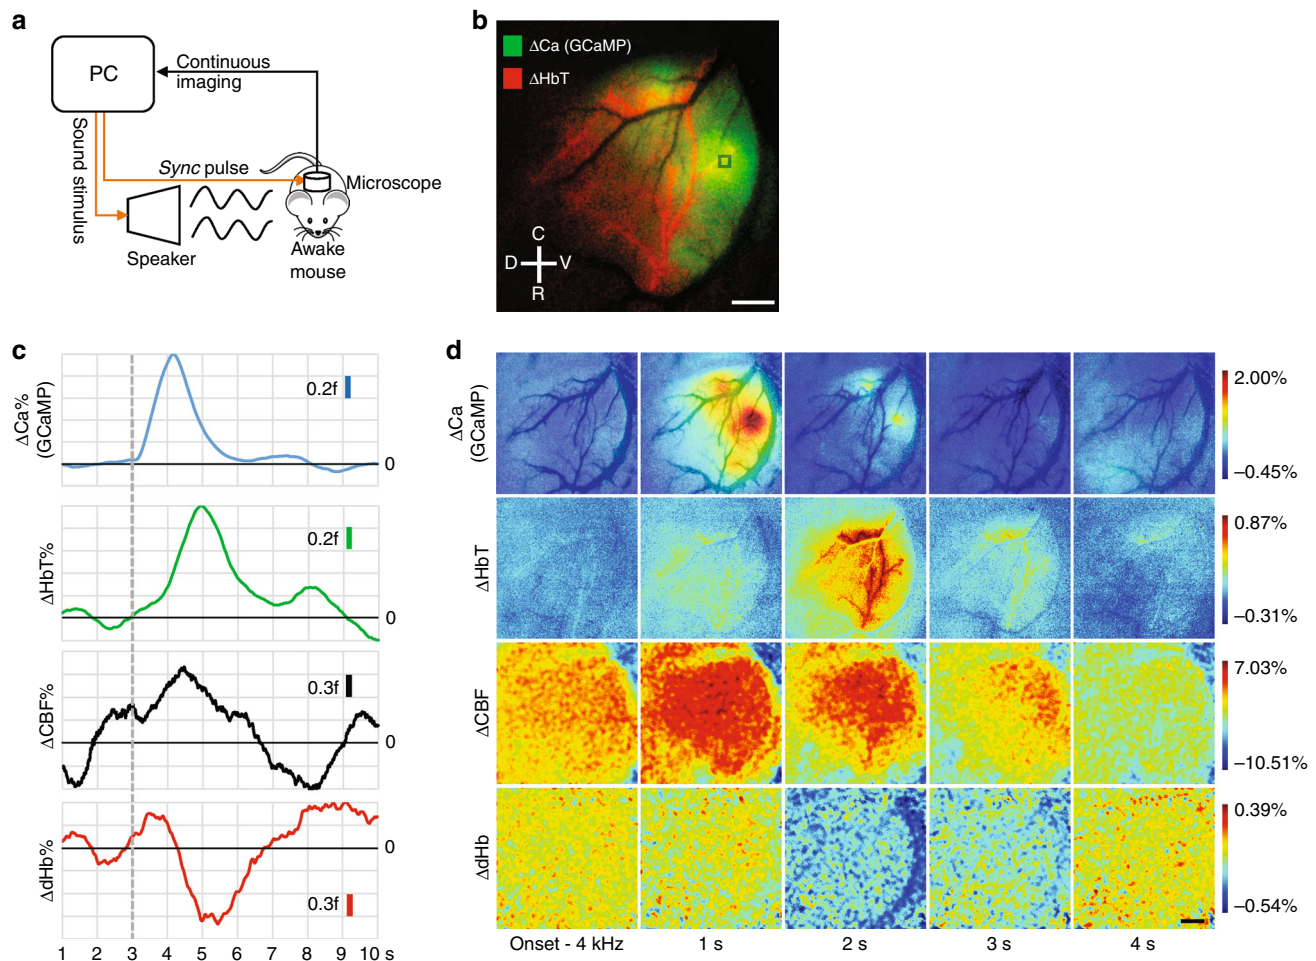 a
PC
Continuous
imaging
Sound stimulus
Sync pulse
Microscope
Speaker
Awake
mouse
b
ΔCa (GCaMP)
ΔHbT
C
D
V
R
c
ΔCa%
(GCaMP)
0.2f
0
ΔHbT%
0.2f
0
ΔCBF%
0.3f
0
ΔdHb%
0.3f
0
1 2 3 4 5 6 7 8 9 10 s
d
ΔCa
(GCaMP)
2.00%
−0.45%
ΔHbT
0.87%
−0.31%
ΔCBF
7.03%
−10.51%
ΔdHb
0.39%
−0.54%
Onset - 4 kHz 1 s 2 s 3 s 4 s